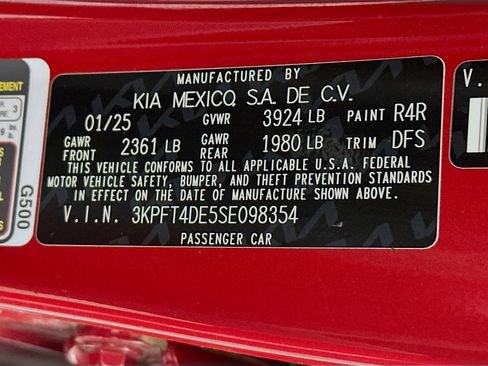 MANUFACTURED BY
KIA MEXICO, S.A. DE C.V.
01/25 GVWR 3924 LB PAINT R4R
GAWR FRONT 2361 LB GAWR REAR 1980 LB TRIM DFS
THIS VEHICLE CONFORMS TO ALL APPLICABLE U.S.A. FEDERAL
MOTOR VEHICLE SAFETY, BUMPER, AND THEFT PREVENTION STANDARDS
IN EFFECT ON THE DATE OF MANUFACTURE SHOWN ABOVE.
V.I.N. 3KPFT4DE5SE098354
PASSENGER CAR
G500
V.